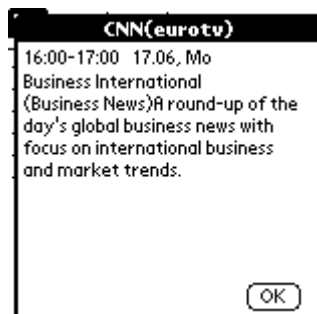 CNN(eurotv)
16:00-17:00 17.06, Mo
Business International
(Business News)A round-up of the
day's global business news with
focus on international business
and market trends.
OK